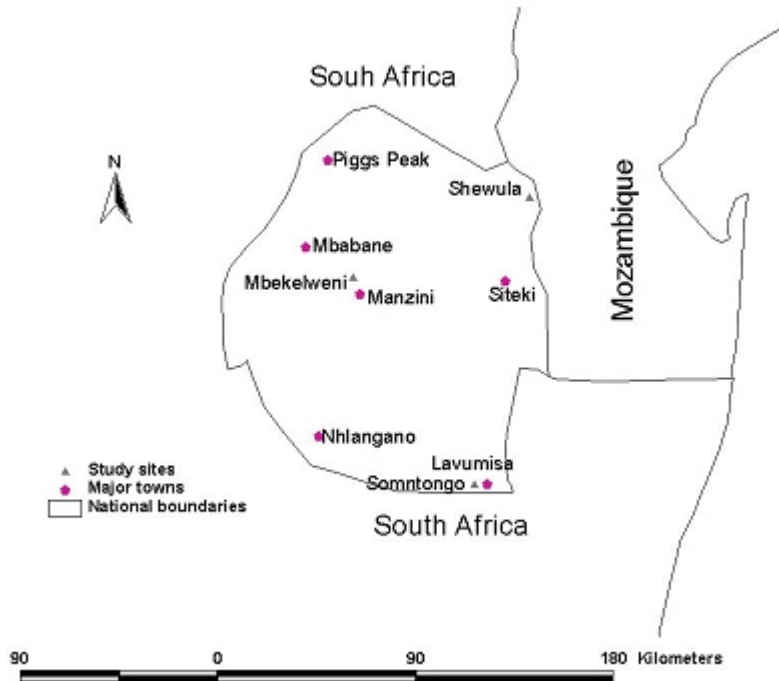 Souh Africa
N
Piggs Peak
Shewula
Mozambique
Mbabane
Mbekelweni
Manzini
Siteki
Nhlangano
Lavumisa
Somntongo
Study sites
Major towns
National boundaries
South Africa
90 0 90 180 Kilometers